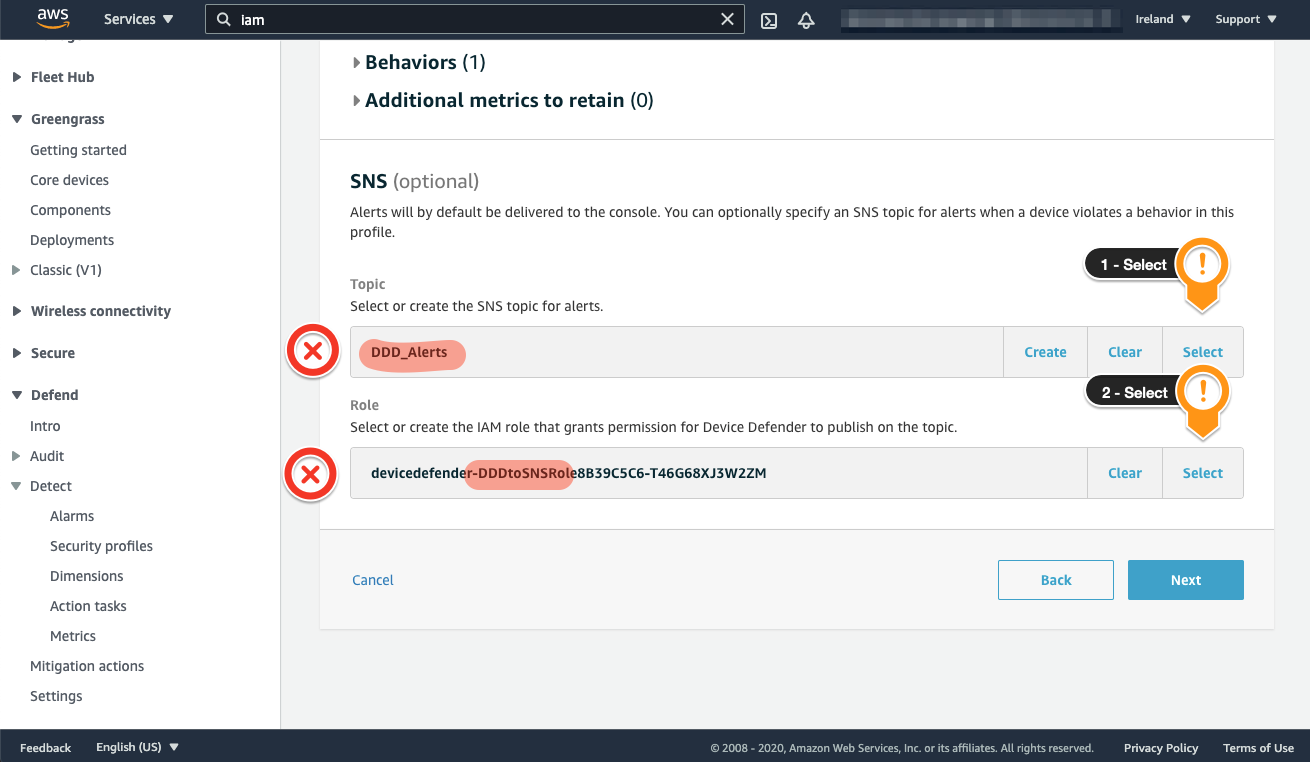 aws
Services
iam
Ireland
Support
Fleet Hub
Greengrass
Getting started
Core devices
Components
Deployments
Classic (V1)
Wireless connectivity
Secure
Defend
Intro
Audit
Detect
Alarms
Security profiles
Dimensions
Action tasks
Metrics
Mitigation actions
Settings
Behaviors (1)
Additional metrics to retain (0)
SNS (optional)
Alerts will by default be delivered to the console. You can optionally specify an SNS topic for alerts when a device violates a behavior in this
profile.
1 - Select
!
Topic
Select or create the SNS topic for alerts.
DDD_Alerts
Create
Clear
Select
2 - Select
!
Role
Select or create the IAM role that grants permission for Device Defender to publish on the topic.
devicedefender-DDDtoSNSRole8B39C5C6-T46G68XJ3WZZM
Clear
Select
Cancel
Back
Next
Feedback
English (US)
© 2008 - 2020, Amazon Web Services, Inc. or its affiliates. All rights reserved.
Privacy Policy
Terms of Use